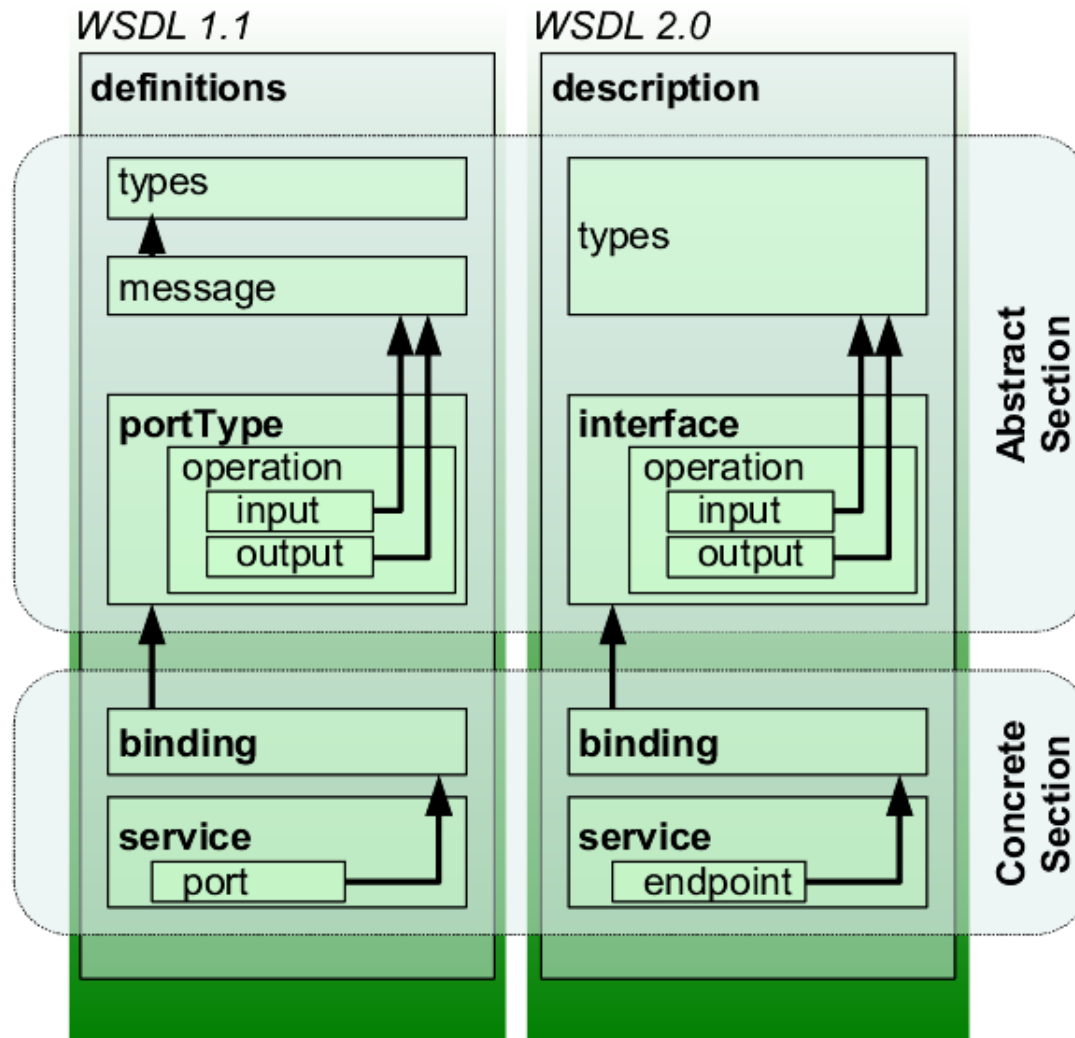 WSDL 1.1
definitions
types
message
portType
operation
input
output
binding
service
port
WSDL 2.0
description
types
interface
operation
input
output
binding
service
endpoint
Abstract
Section
Concrete
Section